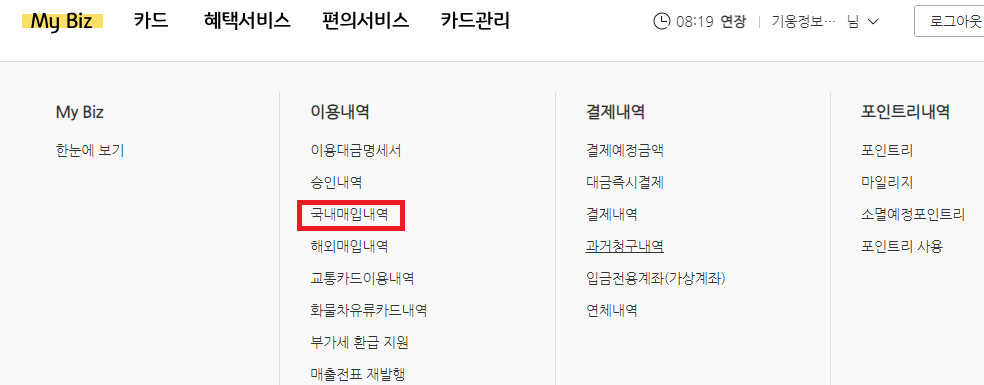 My Biz 카드 혜택서비스 편의서비스 카드관리 08:19 연장 기웅정보… 님 로그아웃
My Biz
한눈에 보기
이용내역
이용대금명세서
승인내역
국내매입내역
해외매입내역
교통카드이용내역
화물차유류카드내역
부가세 환급 지원
매출전표 재발행
결제내역
결제예정금액
대금즉시결제
결제내역
과거청구내역
입금전용계좌(가상계좌)
연체내역
포인트리내역
포인트리
마일리지
소멸예정포인트리
포인트리 사용